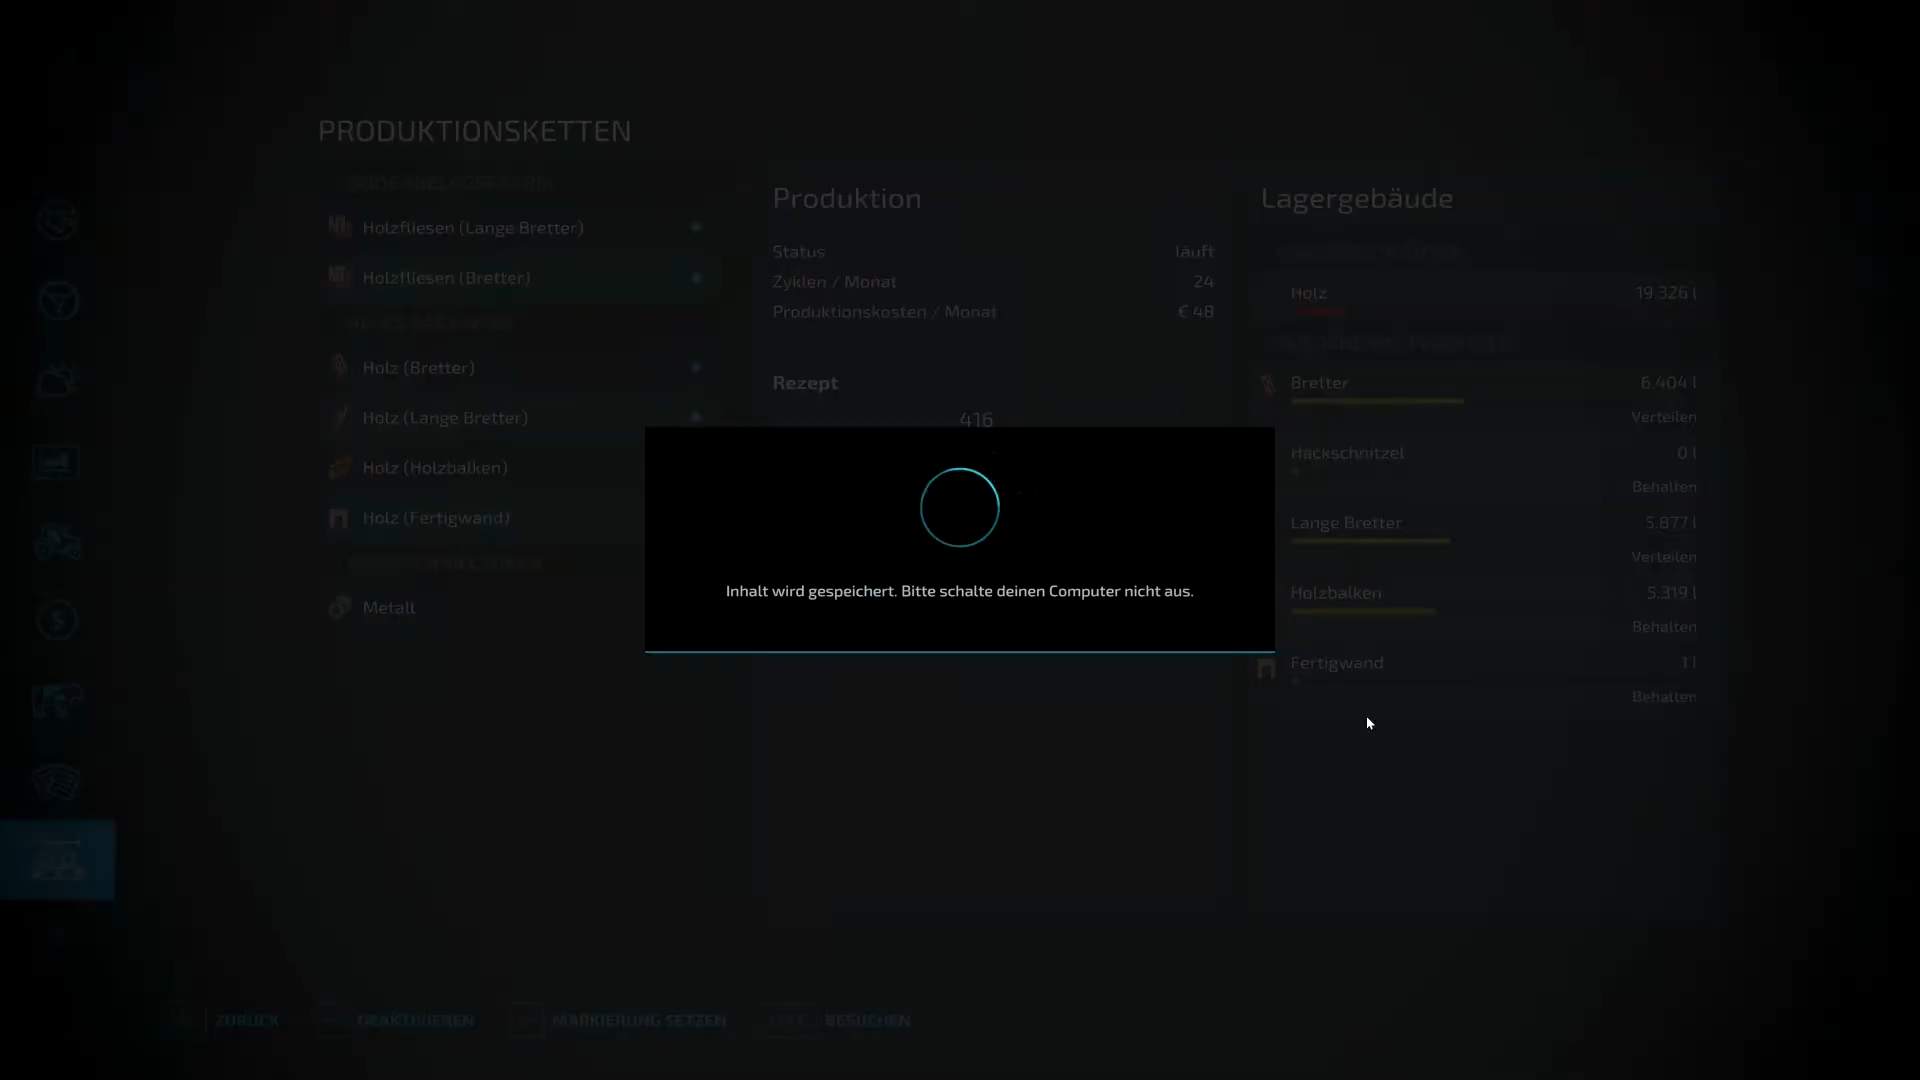 PRODUKTIONSKETTEN
Holzfliesen (Lange Bretter)
Holzfliesen (Bretter)
Holz (Bretter)
Holz (Lange Bretter)
Holz (Holzbalken)
Holz (Fertigwand)
Metall
Produktion
Status läuft
Zyklen / Monat 24
Produktionskosten / Monat € 48
Rezept
416
Inhalt wird gespeichert. Bitte schalte deinen Computer nicht aus.
Lagergebäude
Holz 19.326 l
Bretter 6.404 l
Verteilen
Hackschnitzel 0 l
Behalten
Lange Bretter 5.877 l
Verteilen
Holzbalken 5.319 l
Behalten
Fertigwand 1 l
Behalten
ZURÜCK DEAKTIVIEREN MARKIERUNG SETZEN BESUCHEN